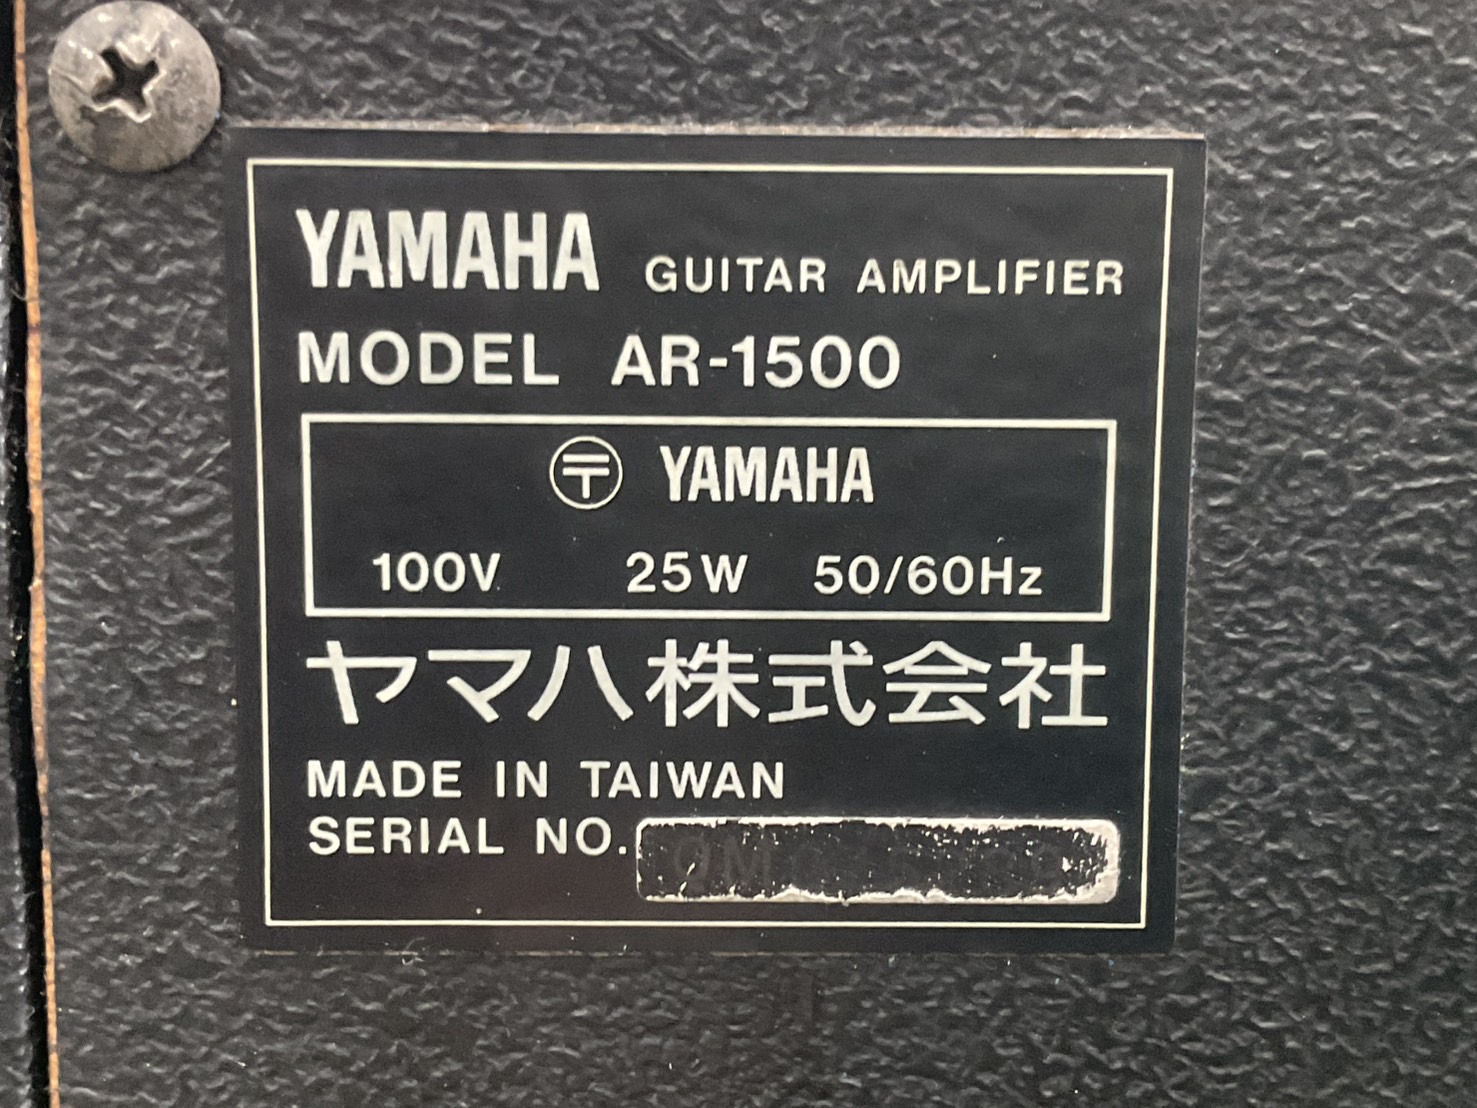 YAMAHA GUITAR AMPLIFIER
MODEL AR-1500
〒 YAMAHA
100V 25W 50/60Hz
ヤマハ株式会社
MADE IN TAIWAN
SERIAL NO.